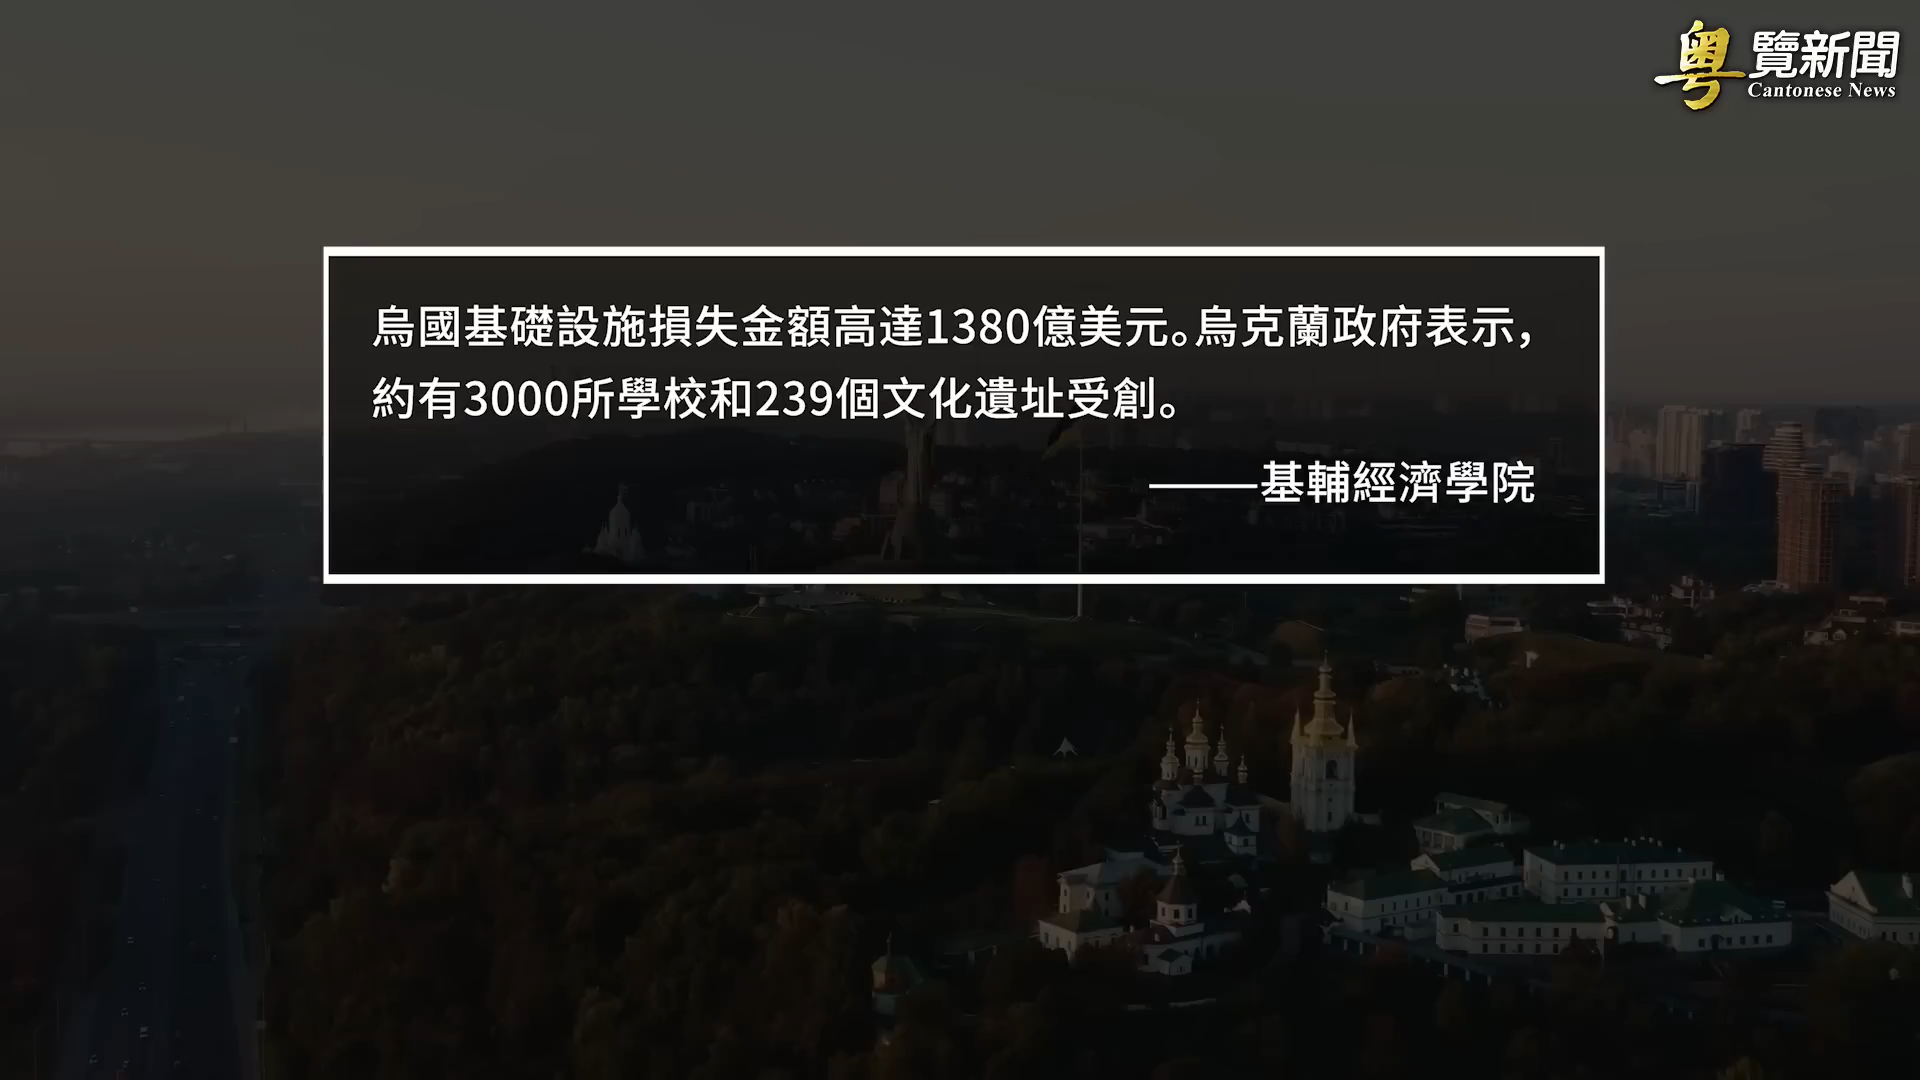 粵覽新聞
Cantonese News
烏國基礎設施損失金額高達1380億美元。烏克蘭政府表示，
約有3000所學校和239個文化遺址受創。
——基輔經濟學院